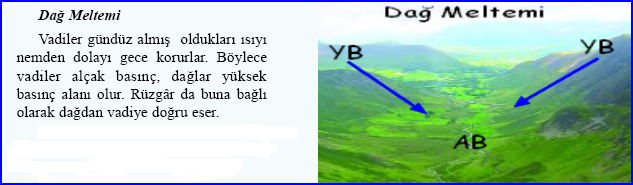 Dağ Meltemi
Vadiler gündüz almış oldukları ısıyı
nemden dolayı gece korurlar. Böylece
vadiler alçak basınç, dağlar yüksek
basınç alanı olur. Rüzgâr da buna bağlı
olarak dağdan vadiye doğru eser.
Dağ Meltemi
YB
YB
AB